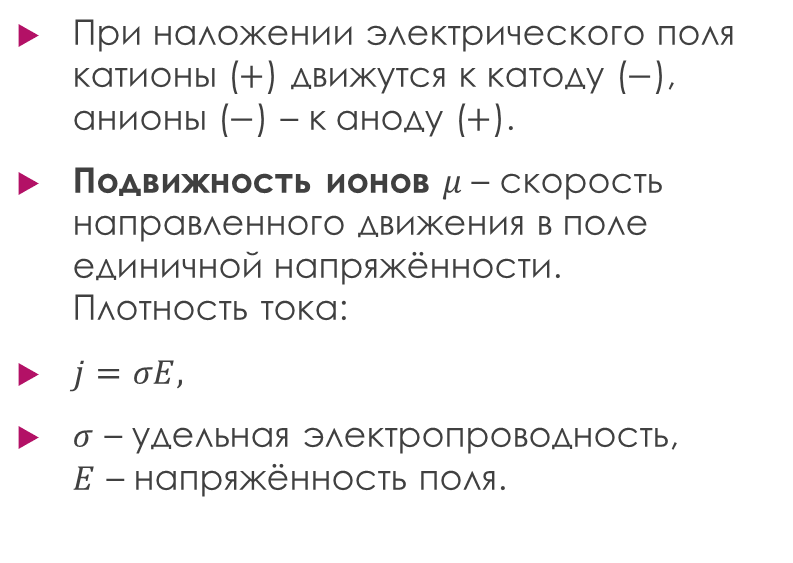 При наложении электрического поля
катионы (+) движутся к катоду (−),
анионы (−) – к аноду (+).
Подвижность ионов 𝜇 – скорость
направленного движения в поле
единичной напряжённости.
Плотность тока:
𝑗 = 𝜎𝐸,
𝜎 – удельная электропроводность,
𝐸 – напряжённость поля.